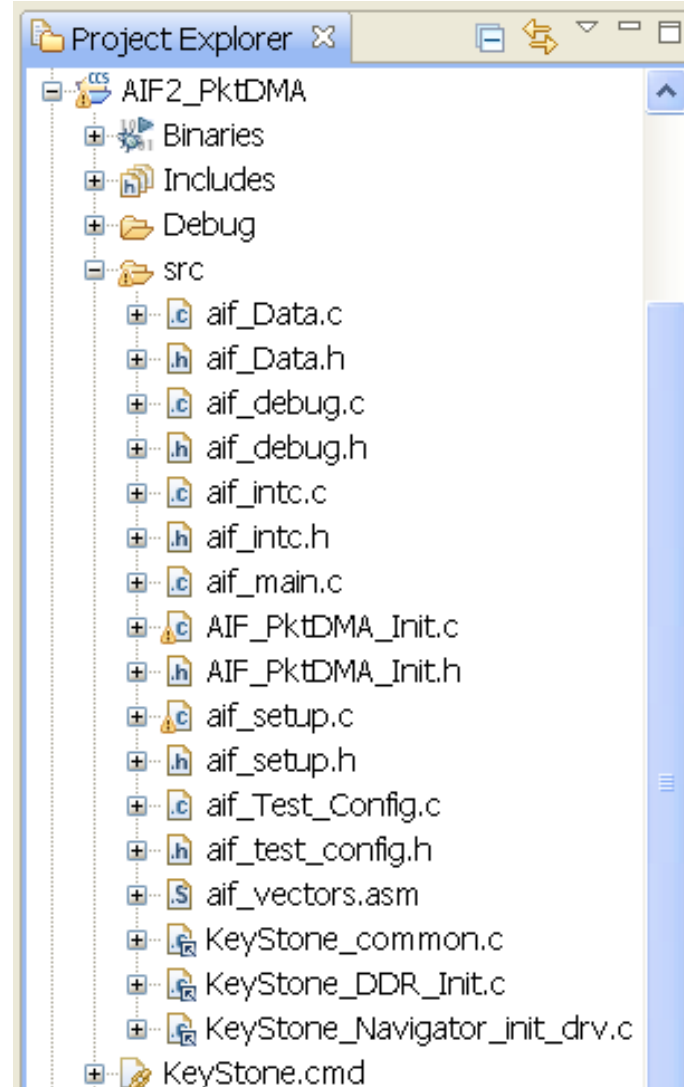 Project Explorer
AIF2_PktDMA
Binaries
Includes
Debug
src
aif_Data.c
aif_Data.h
aif_debug.c
aif_debug.h
aif_intc.c
aif_intc.h
aif_main.c
AIF_PktDMA_Init.c
AIF_PktDMA_Init.h
aif_setup.c
aif_setup.h
aif_Test_Config.c
aif_test_config.h
aif_vectors.asm
KeyStone_common.c
KeyStone_DDR_Init.c
KeyStone_Navigator_init_drv.c
KeyStone.cmd